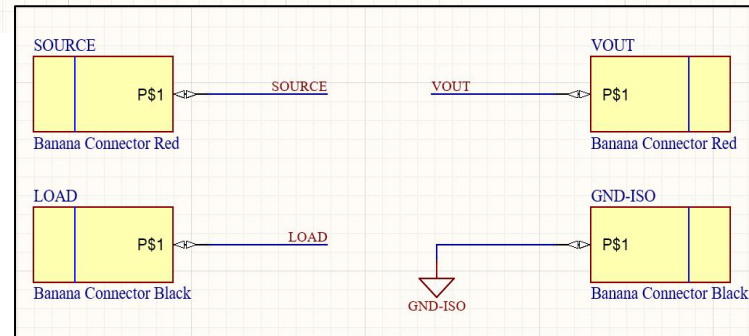 SOURCE
P$1
SOURCE
Banana Connector Red
VOUT
VOUT
P$1
Banana Connector Red
LOAD
P$1
LOAD
Banana Connector Black
GND-ISO
P$1
GND-ISO
Banana Connector Black